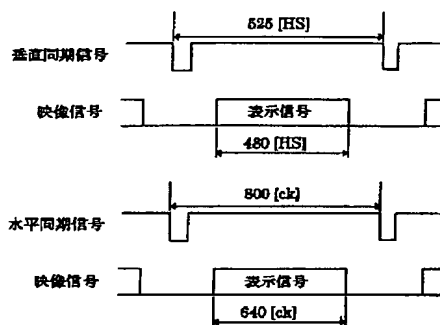 525 [HS]
垂直同期信号
映像信号
表示信号
480 [HS]
800 [ck]
水平同期信号
映像信号
表示信号
640 [ck]